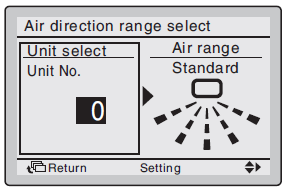 Air direction range select
Unit select
Unit No.
0
Air range
Standard
Return Setting